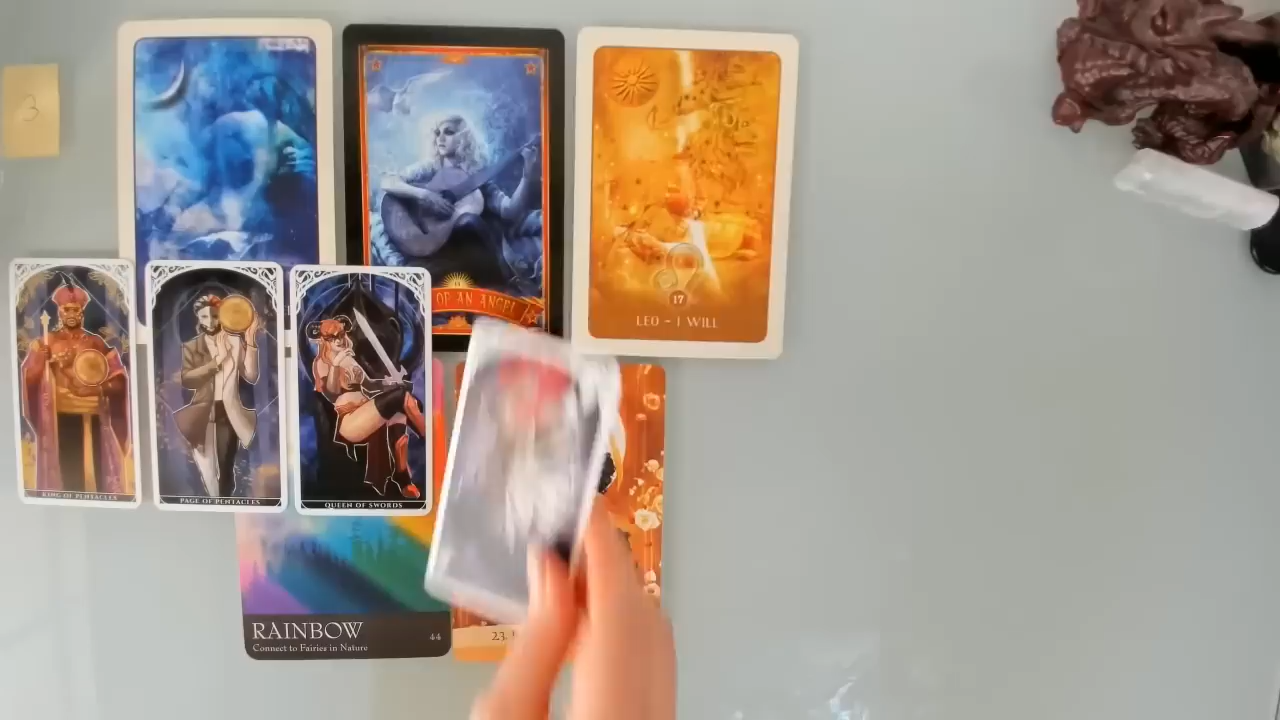 3
OF AN ANGEL
17
LEO - I WILL
KING OF PENTACLES
PAGE OF PENTACLES
QUEEN OF SWORDS
RAINBOW
44
Connect to Fairies in Nature
23.